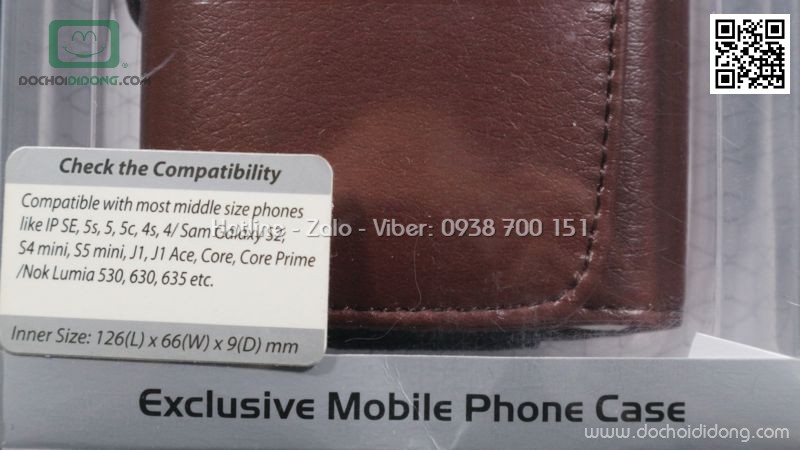 DOCHOIDIDONG.COM
Check the Compatibility
Compatible with most middle size phones
like IP SE, 5s, 5, 5c, 4s, 4/ Sam Galaxy S2,
S4 mini, S5 mini, J1, J1 Ace, Core, Core Prime
/Nok Lumia 530, 630, 635 etc.
Hotline - Zalo - Viber: 0938 700 151
Inner Size: 126(L) x 66(W) x 9(D) mm
Exclusive Mobile Phone Case
www.dochoididong.com